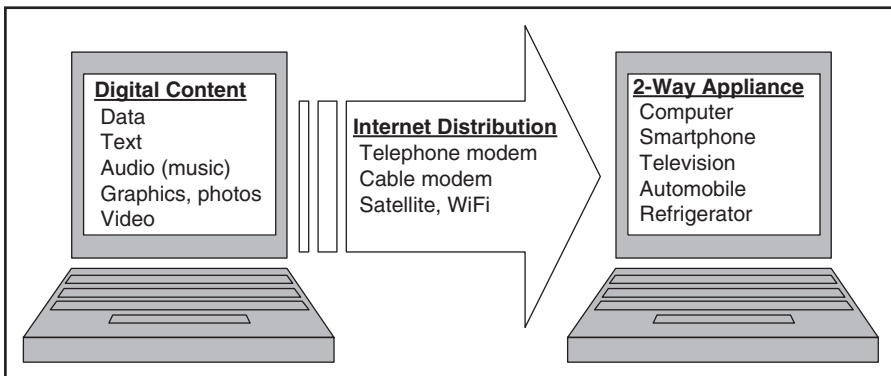 Digital Content
Data
Text
Audio (music)
Graphics, photos
Video
Internet Distribution
Telephone modem
Cable modem
Satellite, WiFi
2-Way Appliance
Computer
Smartphone
Television
Automobile
Refrigerator